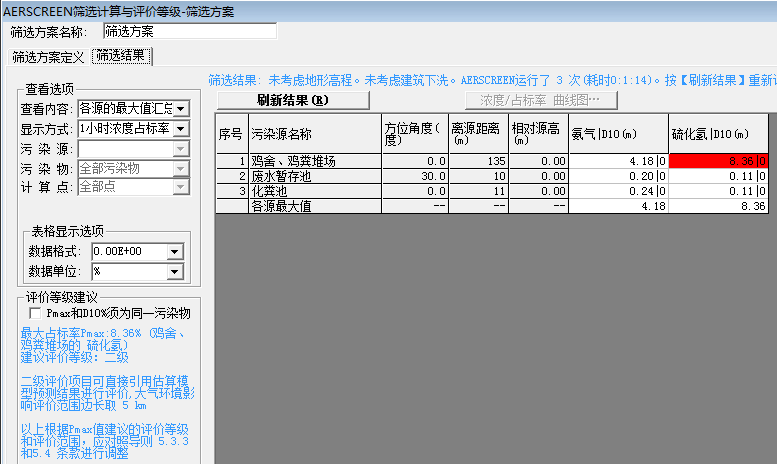 AERSCREEN筛选计算与评价等级-筛选方案
筛选方案名称: 筛选方案
筛选方案定义 筛选结果
筛选结果: 未考虑地形高程。未考虑建筑下洗。AERSCREEN运行了 3 次(耗时0:1:14)。按【刷新结果】重新
查看选项
查看内容: 各源的最大值汇总
显示方式: 1小时浓度占标率
污 染 源:
污 染 物: 全部污染物
计 算 点: 全部点
刷新结果(R) 浓度/占标率 曲线图…
序号 污染源名称 方位角度(度) 离源距离(m) 相对源高(m) 氨气|D10(m) 硫化氢|D10(m)
1 鸡舍、鸡粪堆场 0.0 135 0.00 4.18|0 8.36|0
2 废水暂存池 30.0 10 0.00 0.20|0 0.11|0
3 化粪池 0.0 11 0.00 0.24|0 0.11|0
各源最大值 -- -- -- 4.18 8.36
表格显示选项
数据格式: 0.00E+00
数据单位: %
评价等级建议
Pmax和D10%须为同一污染物
最大占标率Pmax:8.36% (鸡舍、
鸡粪堆场的 硫化氢)
建议评价等级: 二级
二级评价项目可直接引用估算模
型预测结果进行评价,大气环境影
响评价范围边长取 5 km
以上根据Pmax值建议的评价等级
和评价范围, 应对照导则 5.3.3
和5.4 条款进行调整